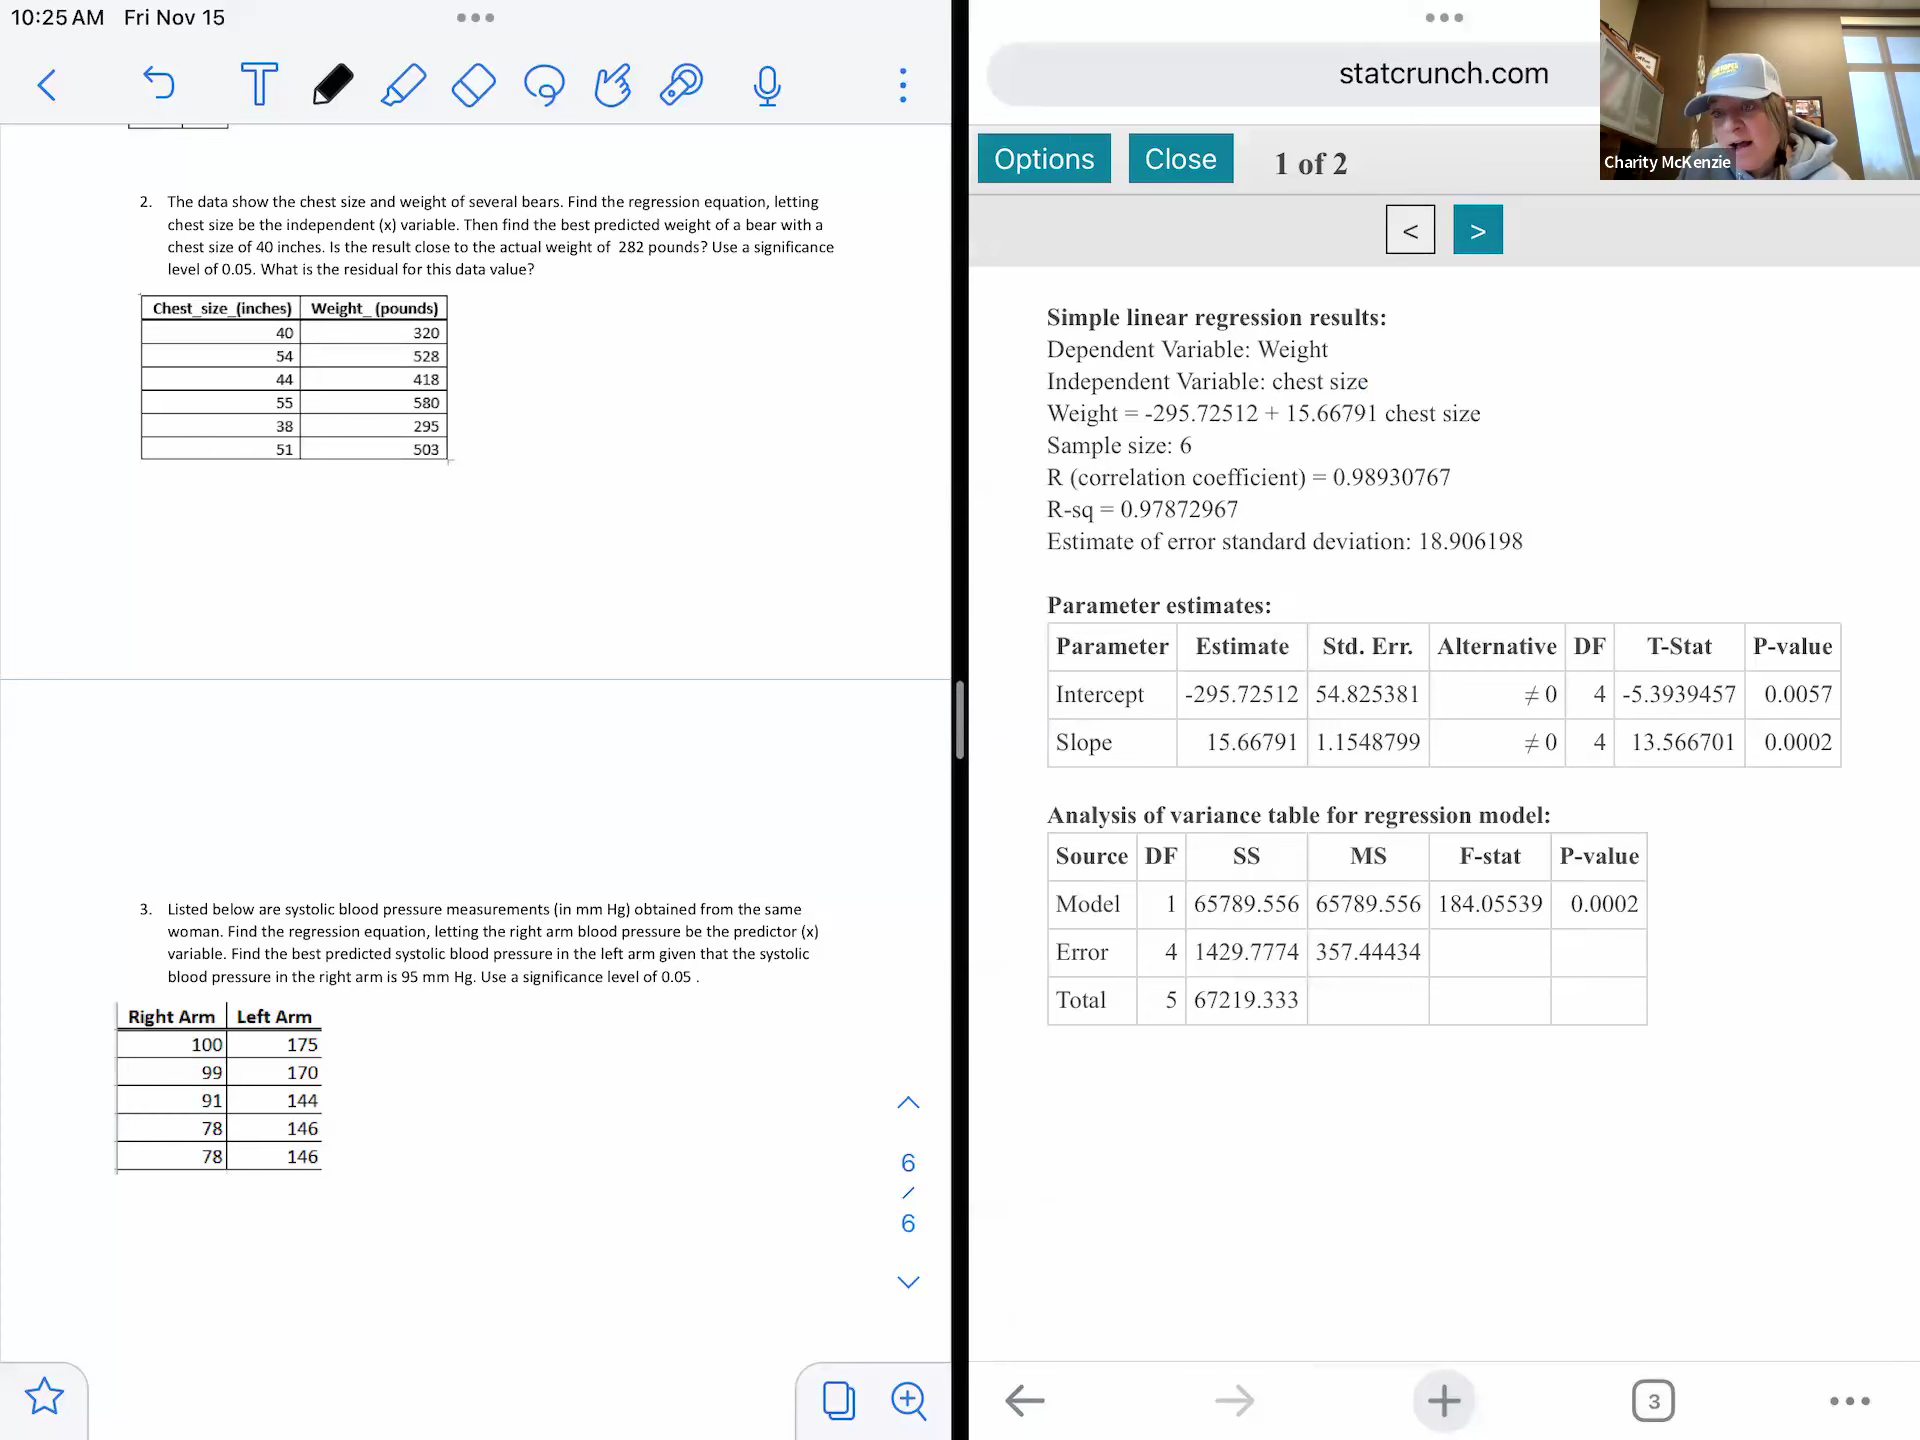 10:25 AM Fri Nov 15
2. The data show the chest size and weight of several bears. Find the regression equation, letting
chest size be the independent (x) variable. Then find the best predicted weight of a bear with a
chest size of 40 inches. Is the result close to the actual weight of 282 pounds? Use a significance
level of 0.05. What is the residual for this data value?
Chest_size_(inches) Weight_ (pounds)
40 320
54 528
44 418
55 580
38 295
51 503
3. Listed below are systolic blood pressure measurements (in mm Hg) obtained from the same
woman. Find the regression equation, letting the right arm blood pressure be the predictor (x)
variable. Find the best predicted systolic blood pressure in the left arm given that the systolic
blood pressure in the right arm is 95 mm Hg. Use a significance level of 0.05 .
Right Arm Left Arm
100 175
99 170
91 144
78 146
78 146
6
/
6
statcrunch.com
Charity McKenzie
Options Close 1 of 2
< >
Simple linear regression results:
Dependent Variable: Weight
Independent Variable: chest size
Weight = -295.72512 + 15.66791 chest size
Sample size: 6
R (correlation coefficient) = 0.98930767
R-sq = 0.97872967
Estimate of error standard deviation: 18.906198
Parameter estimates:
Parameter Estimate Std. Err. Alternative DF T-Stat P-value
Intercept -295.72512 54.825381 ≠ 0 4 -5.3939457 0.0057
Slope 15.66791 1.1548799 ≠ 0 4 13.566701 0.0002
Analysis of variance table for regression model:
Source DF SS MS F-stat P-value
Model 1 65789.556 65789.556 184.05539 0.0002
Error 4 1429.7774 357.44434
Total 5 67219.333
3